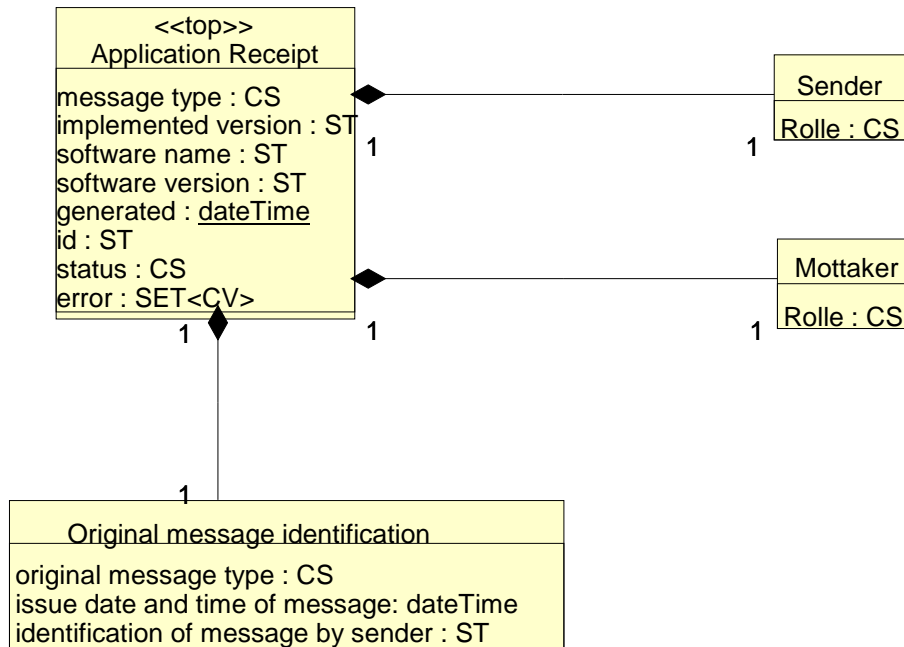 <<top>>
Application Receipt
message type : CS
implemented version : ST
software name : ST
software version : ST
generated : dateTime
id : ST
status : CS
error : SET<CV>
1
1
Sender
Rolle : CS
1
1
Mottaker
Rolle : CS
1
1
Original message identification
original message type : CS
issue date and time of message: dateTime
identification of message by sender : ST